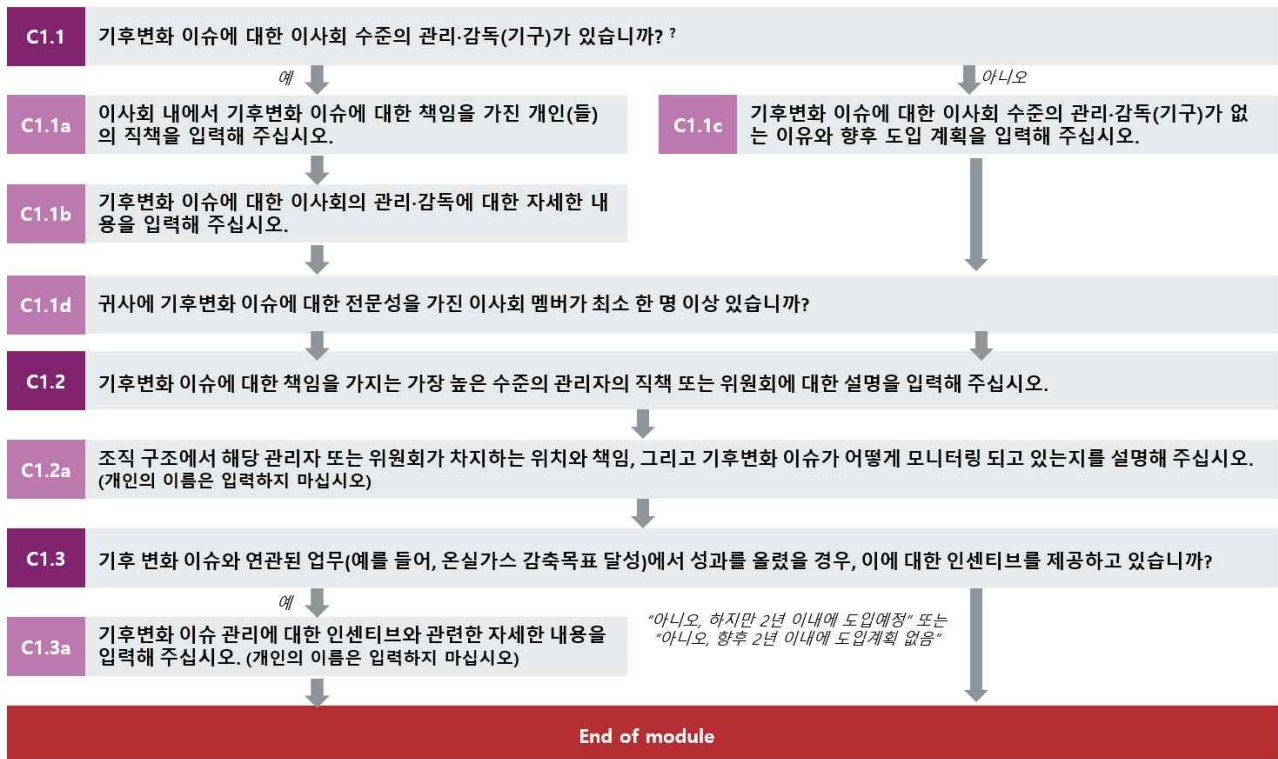 C1.1 기후변화 이슈에 대한 이사회 수준의 관리·감독(기구)가 있습니까? ?
예
아니오
C1.1a 이사회 내에서 기후변화 이슈에 대한 책임을 가진 개인(들)
의 직책을 입력해 주십시오.
C1.1c 기후변화 이슈에 대한 이사회 수준의 관리·감독(기구)가 없
는 이유와 향후 도입 계획을 입력해 주십시오.
C1.1b 기후변화 이슈에 대한 이사회의 관리·감독에 대한 자세한 내
용을 입력해 주십시오.
C1.1d 귀사에 기후변화 이슈에 대한 전문성을 가진 이사회 멤버가 최소 한 명 이상 있습니까?
C1.2 기후변화 이슈에 대한 책임을 가지는 가장 높은 수준의 관리자의 직책 또는 위원회에 대한 설명을 입력해 주십시오.
C1.2a 조직 구조에서 해당 관리자 또는 위원회가 차지하는 위치와 책임, 그리고 기후변화 이슈가 어떻게 모니터링 되고 있는지를 설명해 주십시오.
(개인의 이름은 입력하지 마십시오)
C1.3 기후 변화 이슈와 연관된 업무(예를 들어, 온실가스 감축목표 달성)에서 성과를 올렸을 경우, 이에 대한 인센티브를 제공하고 있습니까?
예
"아니오, 하지만 2년 이내에 도입예정" 또는
"아니오, 향후 2년 이내에 도입계획 없음"
C1.3a 기후변화 이슈 관리에 대한 인센티브와 관련한 자세한 내용을
입력해 주십시오. (개인의 이름은 입력하지 마십시오)
End of module